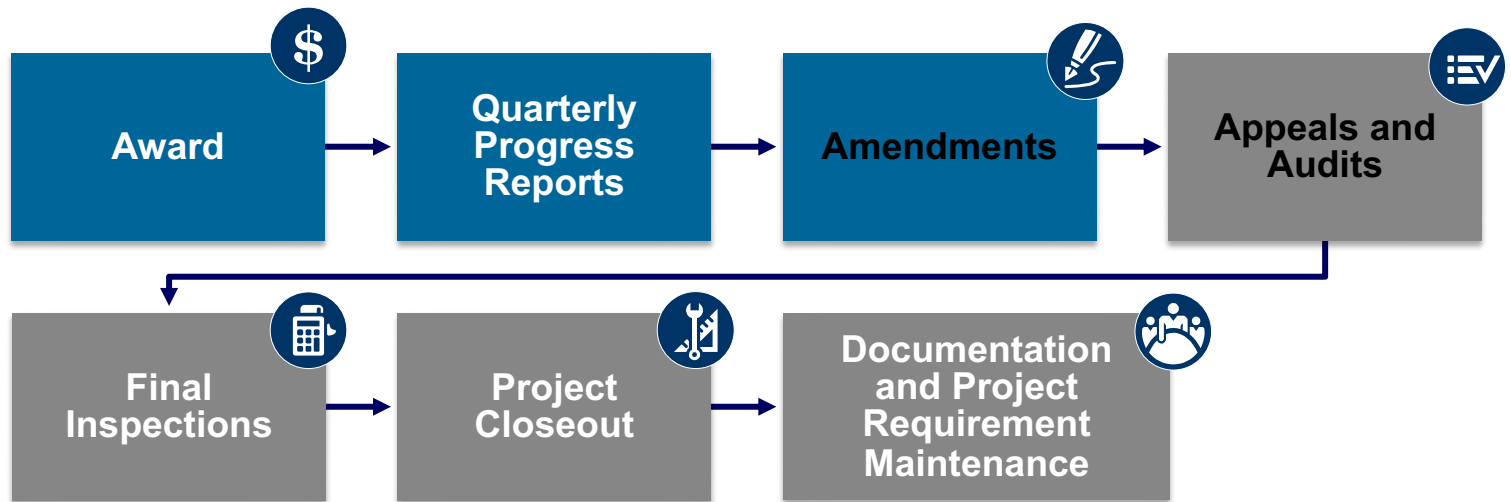 $
Award
Quarterly
Progress
Reports
Amendments
Appeals and
Audits
Final
Inspections
Project
Closeout
Documentation
and Project
Requirement
Maintenance